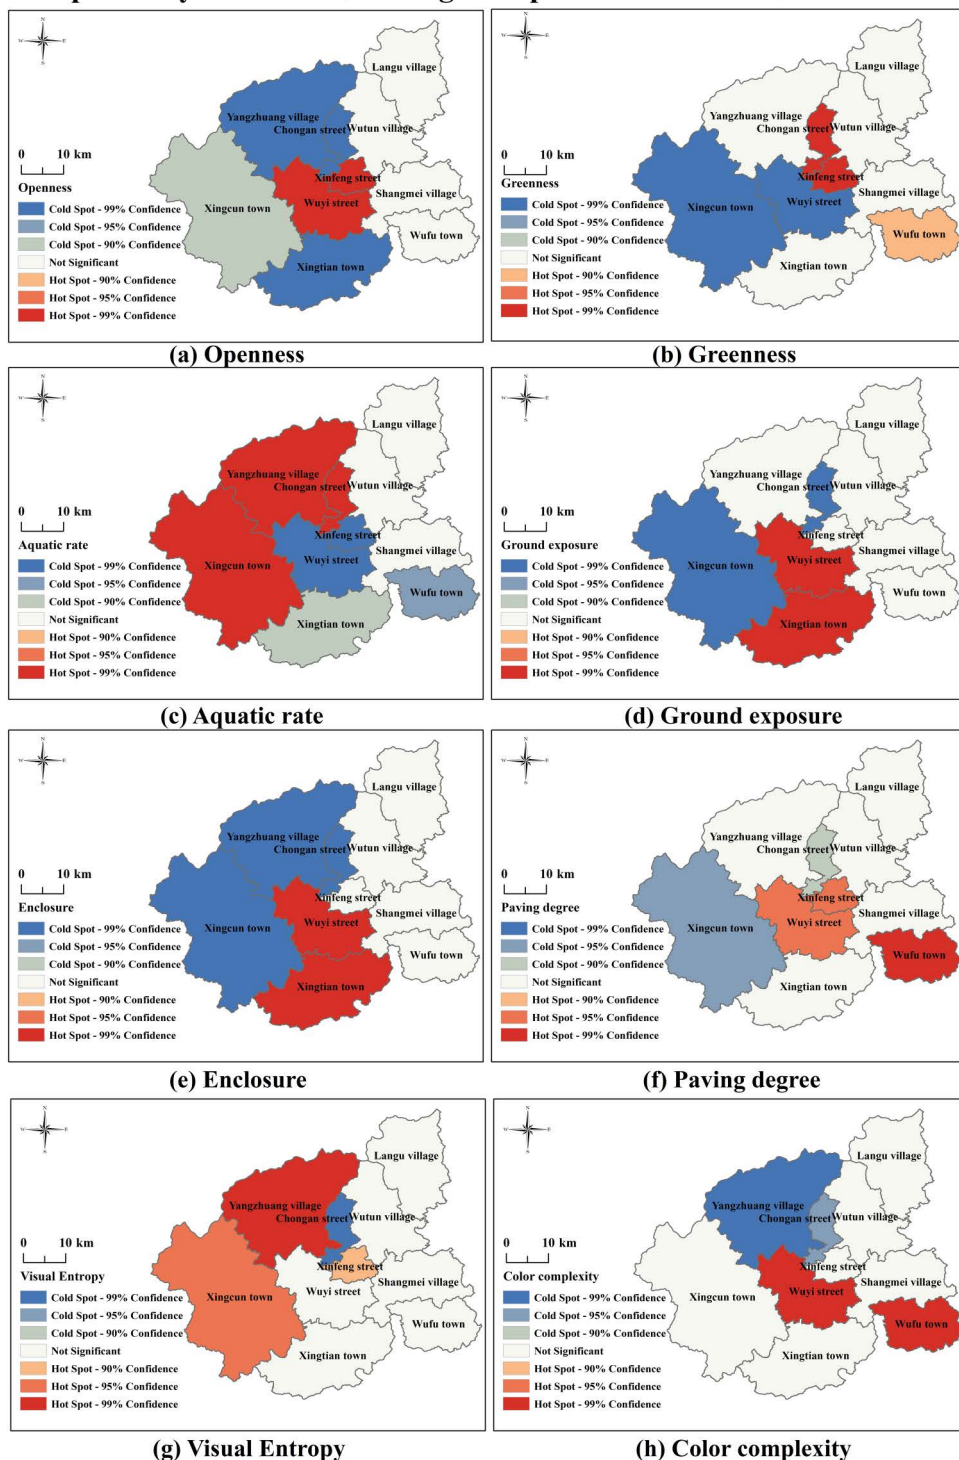 N
W E
S
Langu village
Yangzhuang village
Chongan street
Wutun village
0 10 km
Xinfeng street
Shangmei village
Openness
Xingcun town
Wuyi street
Cold Spot - 99% Confidence
Cold Spot - 95% Confidence
Wufu town
Cold Spot - 90% Confidence
Not Significant
Xingtian town
Hot Spot - 90% Confidence
Hot Spot - 95% Confidence
Hot Spot - 99% Confidence
(a) Openness
N
W E
S
Langu village
Yangzhuang village
Chongan street
Wutun village
0 10 km
Xinfeng street
Greenness
Shangmei village
Xingcun town
Wuyi street
Cold Spot - 99% Confidence
Cold Spot - 95% Confidence
Wufu town
Cold Spot - 90% Confidence
Not Significant
Xingtian town
Hot Spot - 90% Confidence
Hot Spot - 95% Confidence
Hot Spot - 99% Confidence
(b) Greenness
N
W E
S
Langu village
Yangzhuang village
Chongan street
Wutun village
0 10 km
Xinfeng street
Aquatic rate
Shangmei village
Xingcun town
Wuyi street
Cold Spot - 99% Confidence
Cold Spot - 95% Confidence
Wufu town
Cold Spot - 90% Confidence
Not Significant
Xingtian town
Hot Spot - 90% Confidence
Hot Spot - 95% Confidence
Hot Spot - 99% Confidence
(c) Aquatic rate
N
W E
S
Langu village
Yangzhuang village
Chongan street
Wutun village
0 10 km
Xinfeng street
Ground exposure
Shangmei village
Xingcun town
Wuyi street
Cold Spot - 99% Confidence
Cold Spot - 95% Confidence
Wufu town
Cold Spot - 90% Confidence
Not Significant
Xingtian town
Hot Spot - 90% Confidence
Hot Spot - 95% Confidence
Hot Spot - 99% Confidence
(d) Ground exposure
N
W E
S
Langu village
Yangzhuang village
Chongan street
Wutun village
0 10 km
Xinfeng street
Enclosure
Shangmei village
Xingcun town
Wuyi street
Cold Spot - 99% Confidence
Cold Spot - 95% Confidence
Wufu town
Cold Spot - 90% Confidence
Not Significant
Xingtian town
Hot Spot - 90% Confidence
Hot Spot - 95% Confidence
Hot Spot - 99% Confidence
(e) Enclosure
N
W E
S
Langu village
Yangzhuang village
Chongan street
Wutun village
0 10 km
Xinfeng street
Paving degree
Shangmei village
Xingcun town
Wuyi street
Cold Spot - 99% Confidence
Cold Spot - 95% Confidence
Wufu town
Cold Spot - 90% Confidence
Not Significant
Xingtian town
Hot Spot - 90% Confidence
Hot Spot - 95% Confidence
Hot Spot - 99% Confidence
(f) Paving degree
N
W E
S
Langu village
Yangzhuang village
Chongan street
Wutun village
0 10 km
Xinfeng street
Visual Entropy
Shangmei village
Xingcun town
Wuyi street
Cold Spot - 99% Confidence
Cold Spot - 95% Confidence
Wufu town
Cold Spot - 90% Confidence
Not Significant
Xingtian town
Hot Spot - 90% Confidence
Hot Spot - 95% Confidence
Hot Spot - 99% Confidence
(g) Visual Entropy
N
W E
S
Langu village
Yangzhuang village
Chongan street
Wutun village
0 10 km
Xinfeng street
Color complexity
Shangmei village
Xingcun town
Wuyi street
Cold Spot - 99% Confidence
Cold Spot - 95% Confidence
Wufu town
Cold Spot - 90% Confidence
Not Significant
Xingtian town
Hot Spot - 90% Confidence
Hot Spot - 95% Confidence
Hot Spot - 99% Confidence
(h) Color complexity